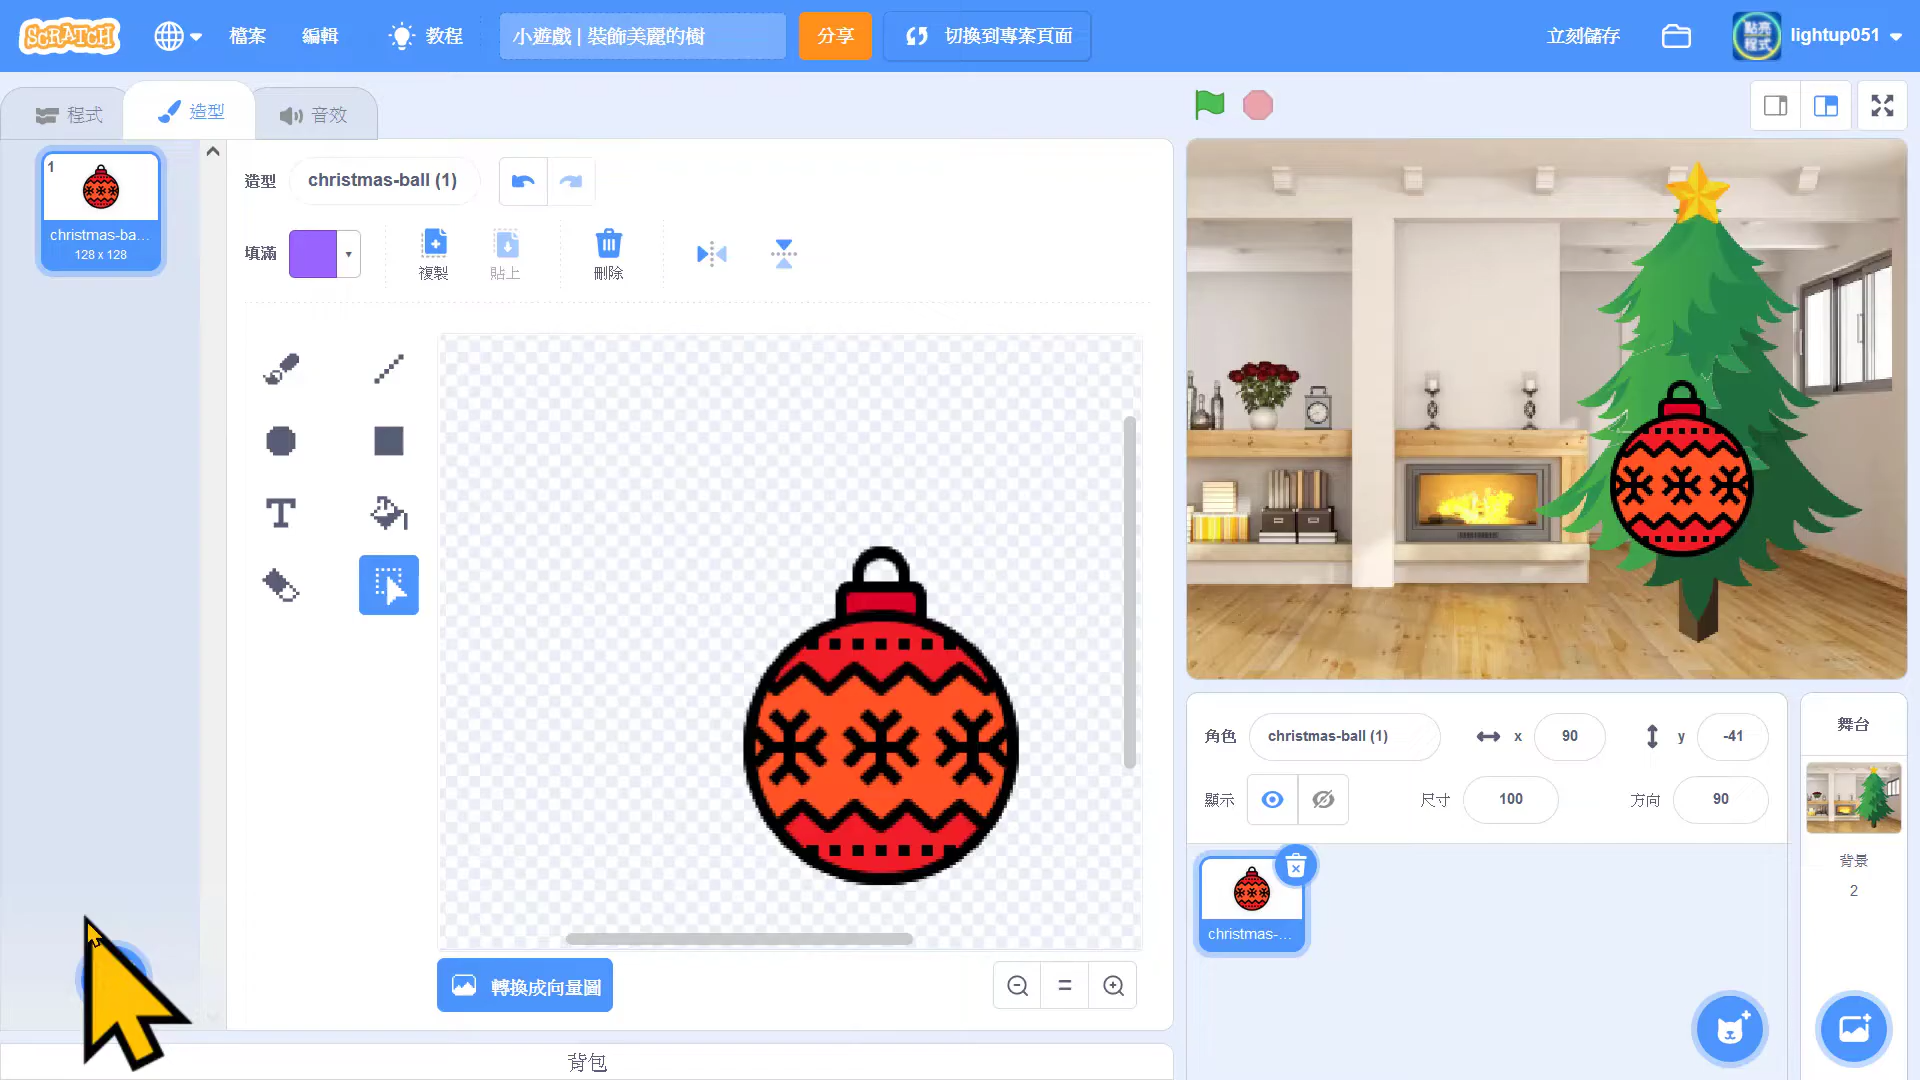 SCRATCH
檔案
編輯
教程
小遊戲 | 裝飾美麗的樹
分享
切換到專案頁面
立刻儲存
點亮
程式
lightup051
程式
造型
音效
1
christmas-ba...
128 x 128
造型
christmas-ball (1)
填滿
複製
貼上
刪除
T
轉換成向量圖
背包
角色
christmas-ball (1)
x
90
y
-41
顯示
尺寸
100
方向
90
christmas-...
舞台
背景
2